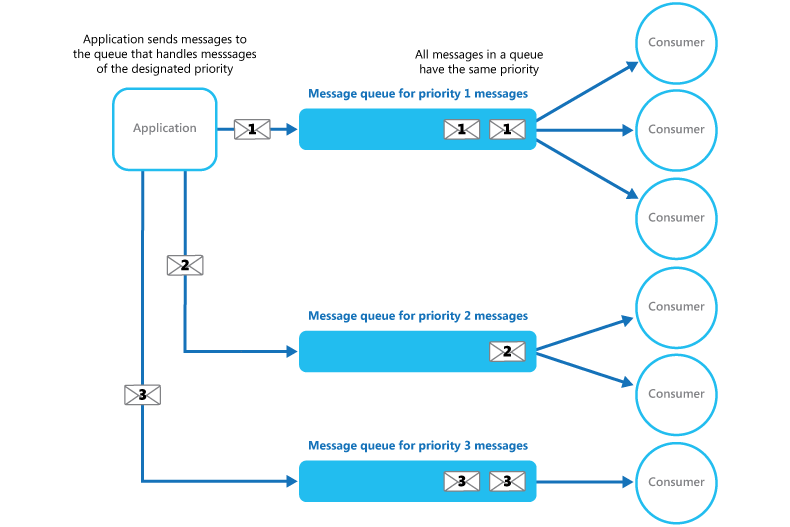 Application sends messages to
the queue that handles messsages
of the designated priority
All messages in a queue
have the same priority
Consumer
Message queue for priority 1 messages
Application
1
1
1
Consumer
Consumer
2
Message queue for priority 2 messages
2
Consumer
Consumer
3
Message queue for priority 3 messages
3
3
Consumer